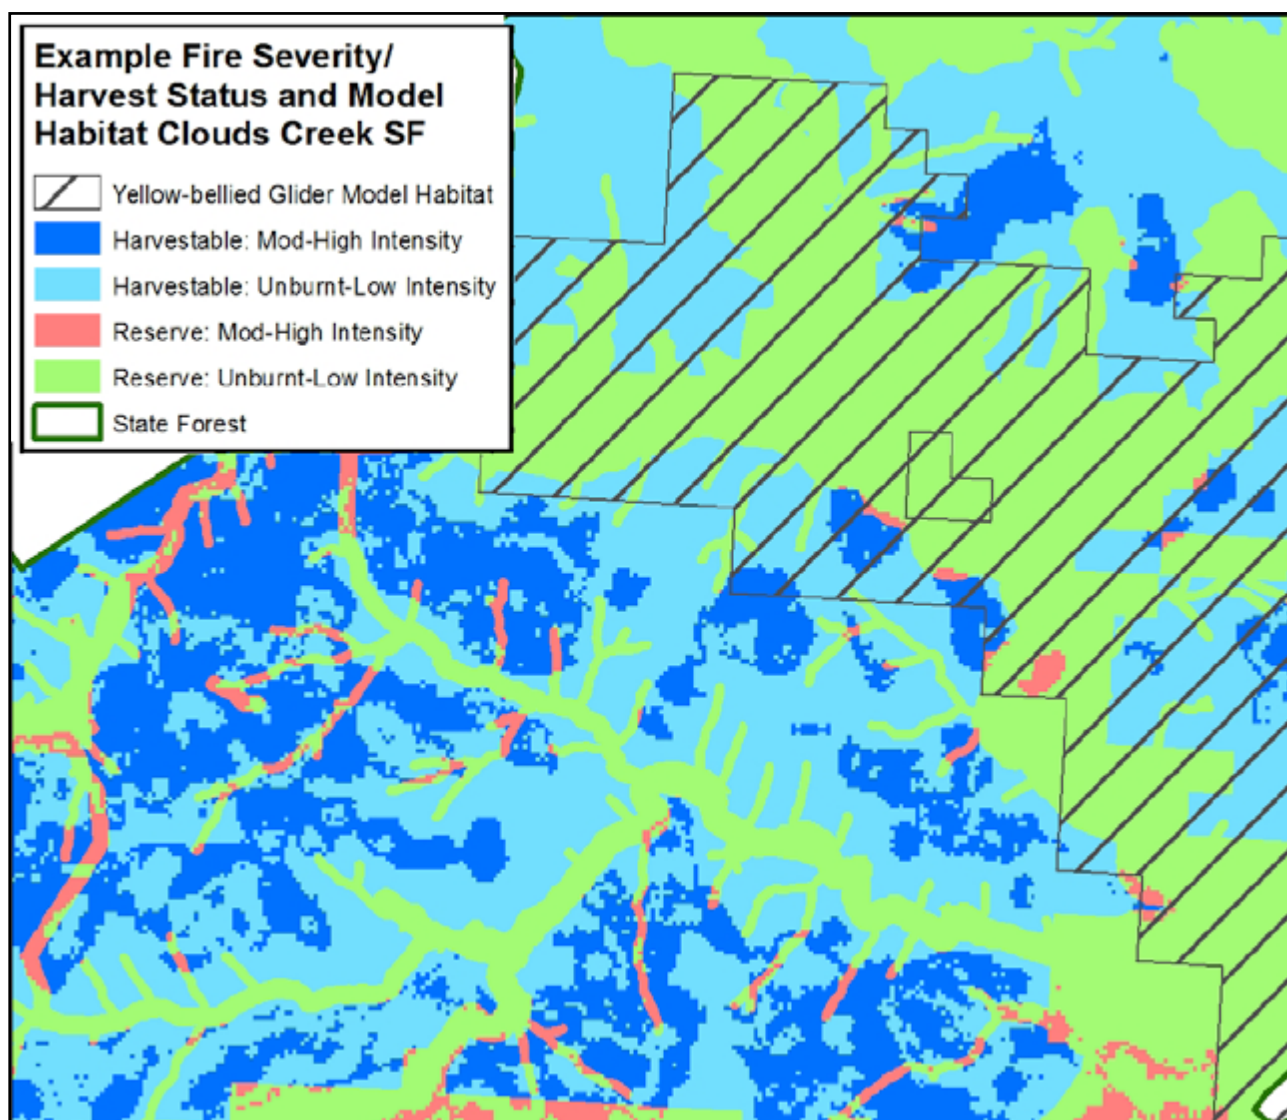 Example Fire Severity/
Harvest Status and Model
Habitat Clouds Creek SF
Yellow-bellied Glider Model Habitat
Harvestable: Mod-High Intensity
Harvestable: Unburnt-Low Intensity
Reserve: Mod-High Intensity
Reserve: Unburnt-Low Intensity
State Forest